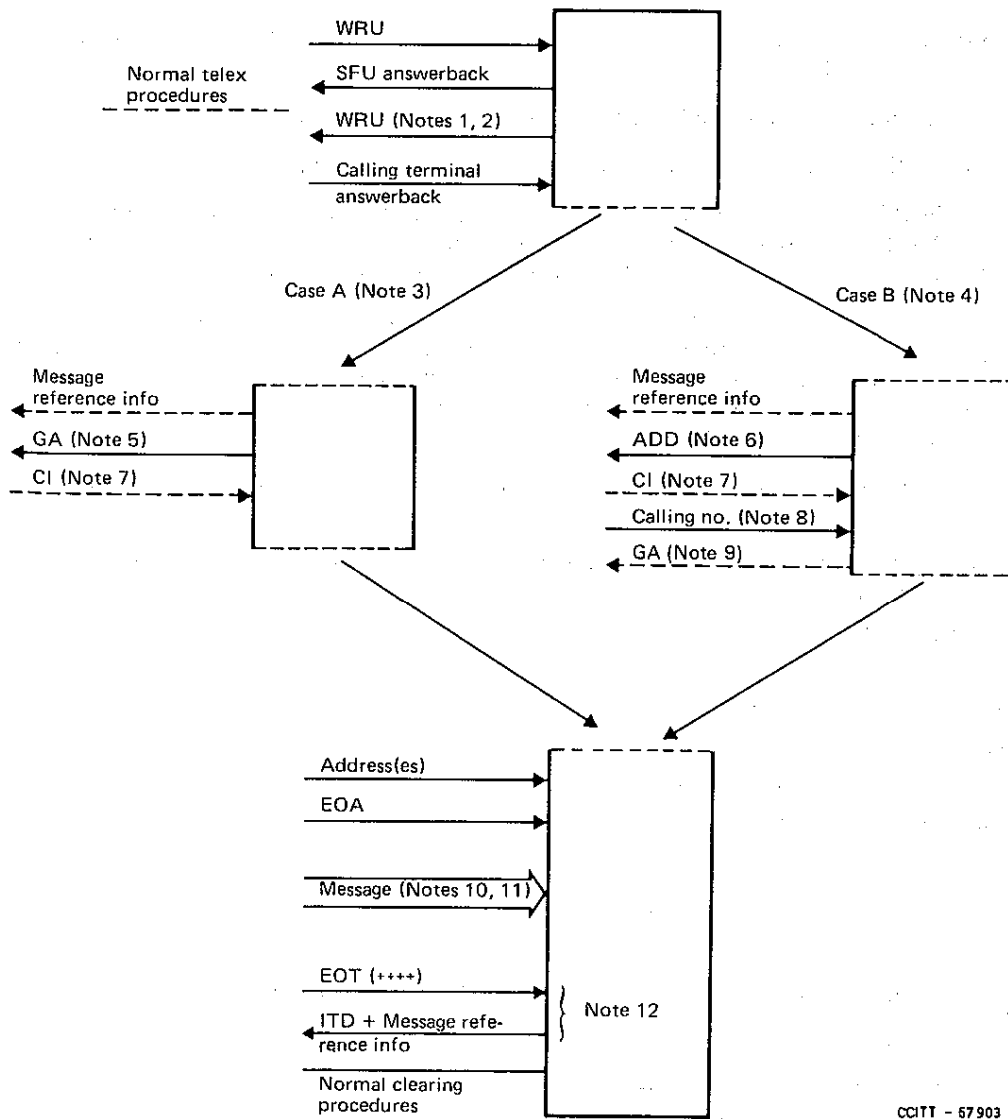 WRU
Normal telex
procedures
SFU answerback
WRU (Notes 1, 2)
Calling terminal
answerback
Case A (Note 3)
Case B (Note 4)
Message
reference info
GA (Note 5)
CI (Note 7)
Message
reference info
ADD (Note 6)
CI (Note 7)
Calling no. (Note 8)
GA (Note 9)
Address(es)
EOA
Message (Notes 10, 11)
EOT (++++)
Note 12
ITD + Message refe-
rence info
Normal clearing
procedures
CCITT - 57903